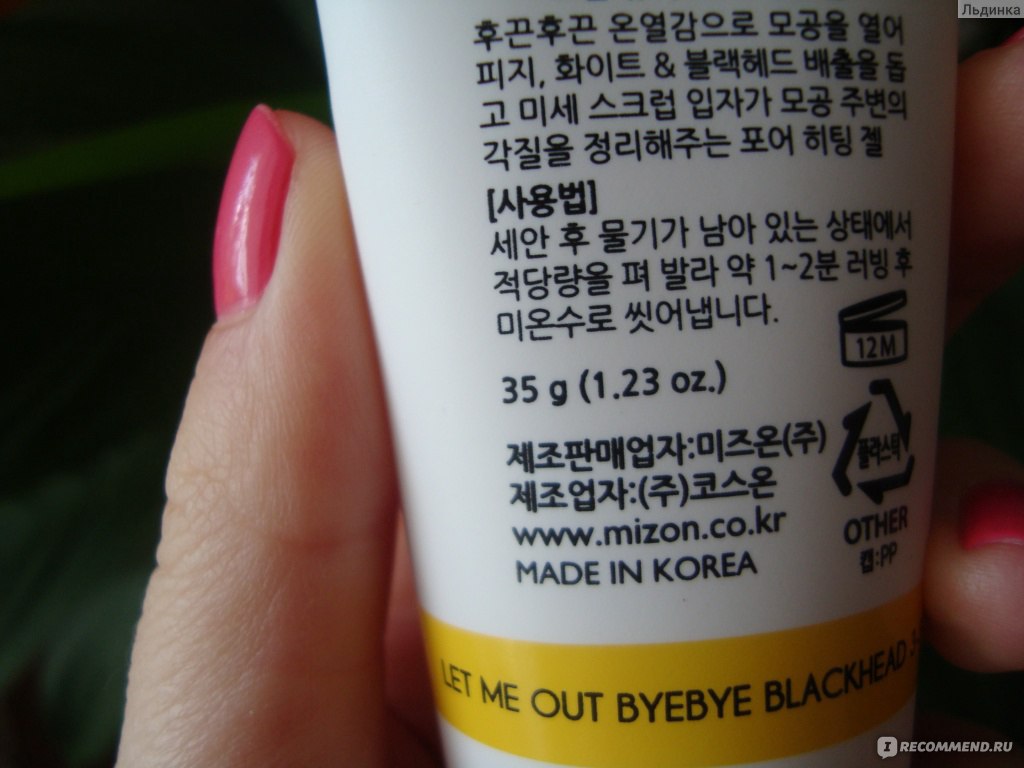 Льдинка
후끈후끈 온열감으로 모공을 열어
피지, 화이트 & 블랙헤드 배출을 돕
고 미세 스크럽 입자가 모공 주변의
각질을 정리해주는 포어 히팅 젤
[사용법]
세안 후 물기가 남아 있는 상태에서
적당량을 펴 발라 약 1~2분 러빙 후
미온수로 씻어냅니다.
12M
35 g (1.23 oz.)
제조판매업자:미즈온(주)
제조업자:(주)코스온
플라스틱
www.mizon.co.kr
OTHER
MADE IN KOREA
캡:PP
LET ME OUT BYEBYE BLACKHEAD 3-
IRECOMMEND.RU